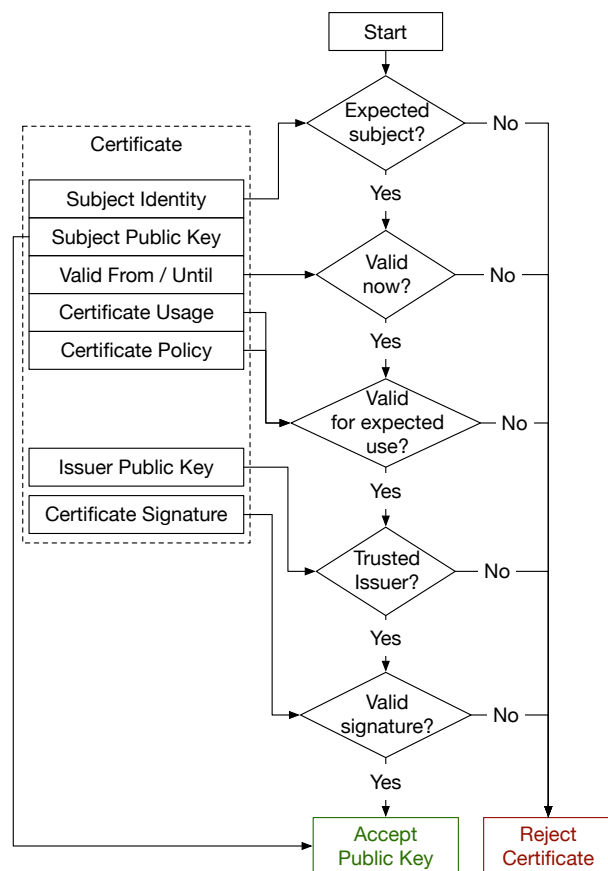 Start
Expected
subject?
No
Certificate
Yes
Subject Identity
Subject Public Key
Valid From / Until
Valid
now?
No
Certificate Usage
Certificate Policy
Yes
Valid
for expected
use?
No
Issuer Public Key
Yes
Certificate Signature
Trusted
Issuer?
No
Yes
Valid
signature?
No
Yes
Accept
Public Key
Reject
Certificate